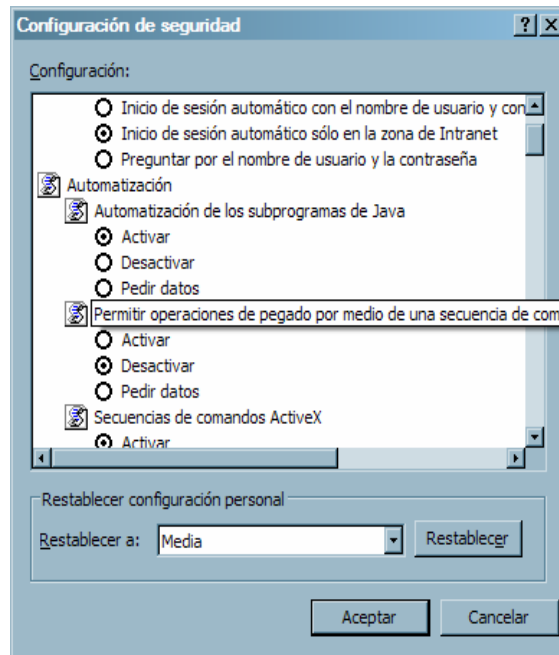 Configuración de seguridad
Configuración:
Inicio de sesión automático con el nombre de usuario y con
Inicio de sesión automático sólo en la zona de Intranet
Preguntar por el nombre de usuario y la contraseña
Automatización
Automatización de los subprogramas de Java
Activar
Desactivar
Pedir datos
Permitir operaciones de pegado por medio de una secuencia de com
Activar
Desactivar
Pedir datos
Secuencias de comandos ActiveX
Activar
Restablecer configuración personal
Restablecer a: Media Restablecer
Aceptar Cancelar